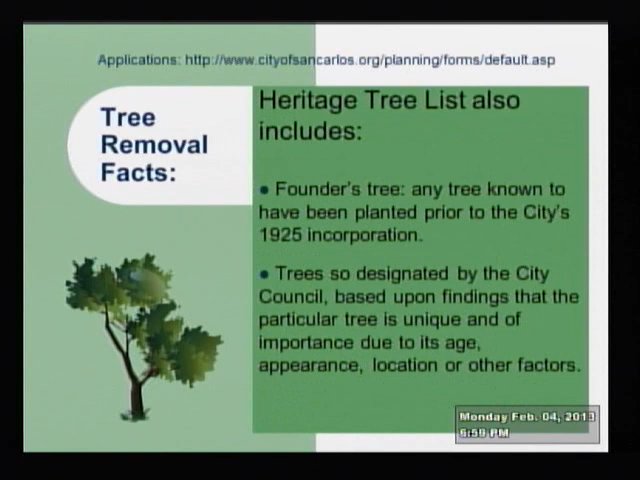 Applications: http://www.cityofsancarlos.org/planning/forms/default.asp
Tree
Removal
Facts:
Heritage Tree List also
includes:
● Founder's tree: any tree known to
have been planted prior to the City's
1925 incorporation.
● Trees so designated by the City
Council, based upon findings that the
particular tree is unique and of
importance due to its age,
appearance, location or other factors.
Monday Feb. 04, 2013
6:59 PM